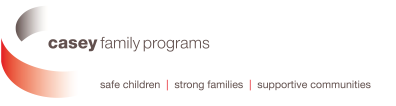 casey family programs
safe children | strong families | supportive communities